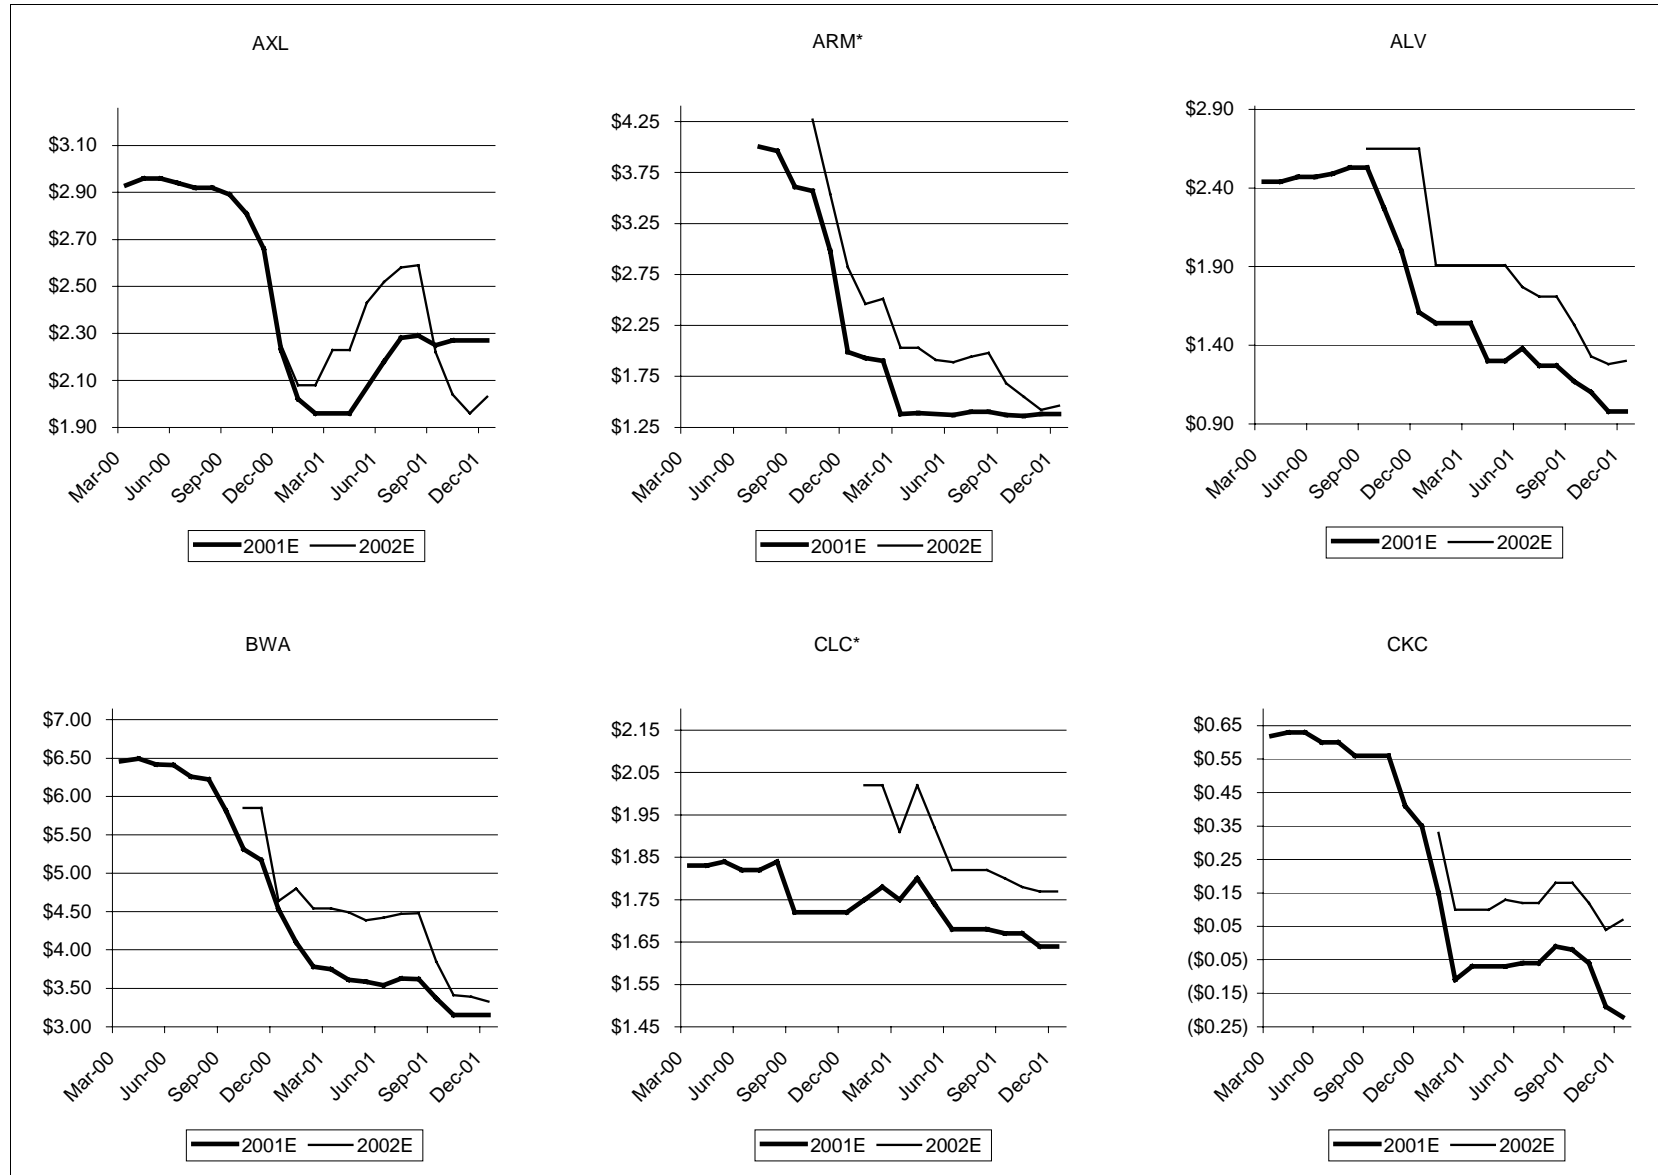 AXL
$3.10
$2.90
$2.70
$2.50
$2.30
$2.10
$1.90
Mar-00
Jun-00
Sep-00
Dec-00
Mar-01
Jun-01
Sep-01
Dec-01
2001E 2002E
ARM*
$4.25
$3.75
$3.25
$2.75
$2.25
$1.75
$1.25
Mar-00
Jun-00
Sep-00
Dec-00
Mar-01
Jun-01
Sep-01
Dec-01
2001E 2002E
ALV
$2.90
$2.40
$1.90
$1.40
$0.90
Mar-00
Jun-00
Sep-00
Dec-00
Mar-01
Jun-01
Sep-01
Dec-01
2001E 2002E
BWA
$7.00
$6.50
$6.00
$5.50
$5.00
$4.50
$4.00
$3.50
$3.00
Mar-00
Jun-00
Sep-00
Dec-00
Mar-01
Jun-01
Sep-01
Dec-01
2001E 2002E
CLC*
$2.15
$2.05
$1.95
$1.85
$1.75
$1.65
$1.55
$1.45
Mar-00
Jun-00
Sep-00
Dec-00
Mar-01
Jun-01
Sep-01
Dec-01
2001E 2002E
CKC
$0.65
$0.55
$0.45
$0.35
$0.25
$0.15
$0.05
($0.05)
($0.15)
($0.25)
Mar-00
Jun-00
Sep-00
Dec-00
Mar-01
Jun-01
Sep-01
Dec-01
2001E 2002E